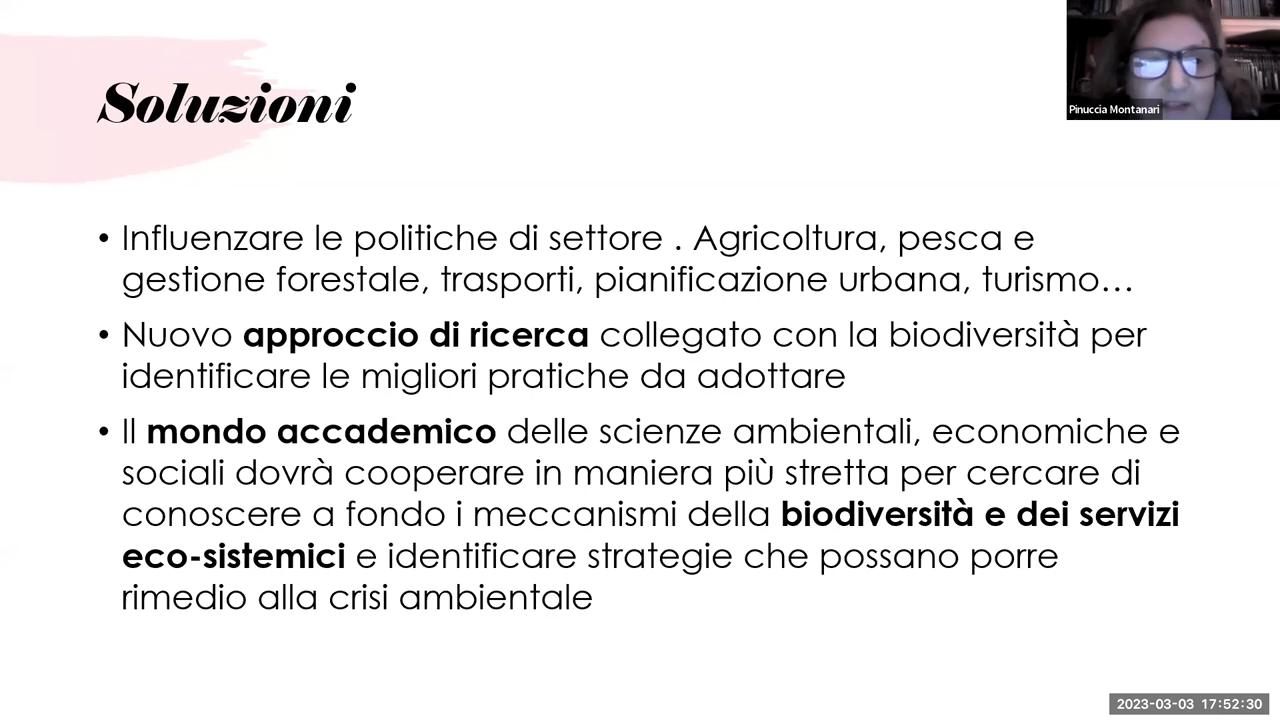 Soluzioni
Pinuccia Montanari
• Influenzare le politiche di settore . Agricoltura, pesca e
gestione forestale, trasporti, pianificazione urbana, turismo…
• Nuovo approccio di ricerca collegato con la biodiversità per
identificare le migliori pratiche da adottare
• Il mondo accademico delle scienze ambientali, economiche e
sociali dovrà cooperare in maniera più stretta per cercare di
conoscere a fondo i meccanismi della biodiversità e dei servizi
eco-sistemici e identificare strategie che possano porre
rimedio alla crisi ambientale
2023-03-03 17:52:30